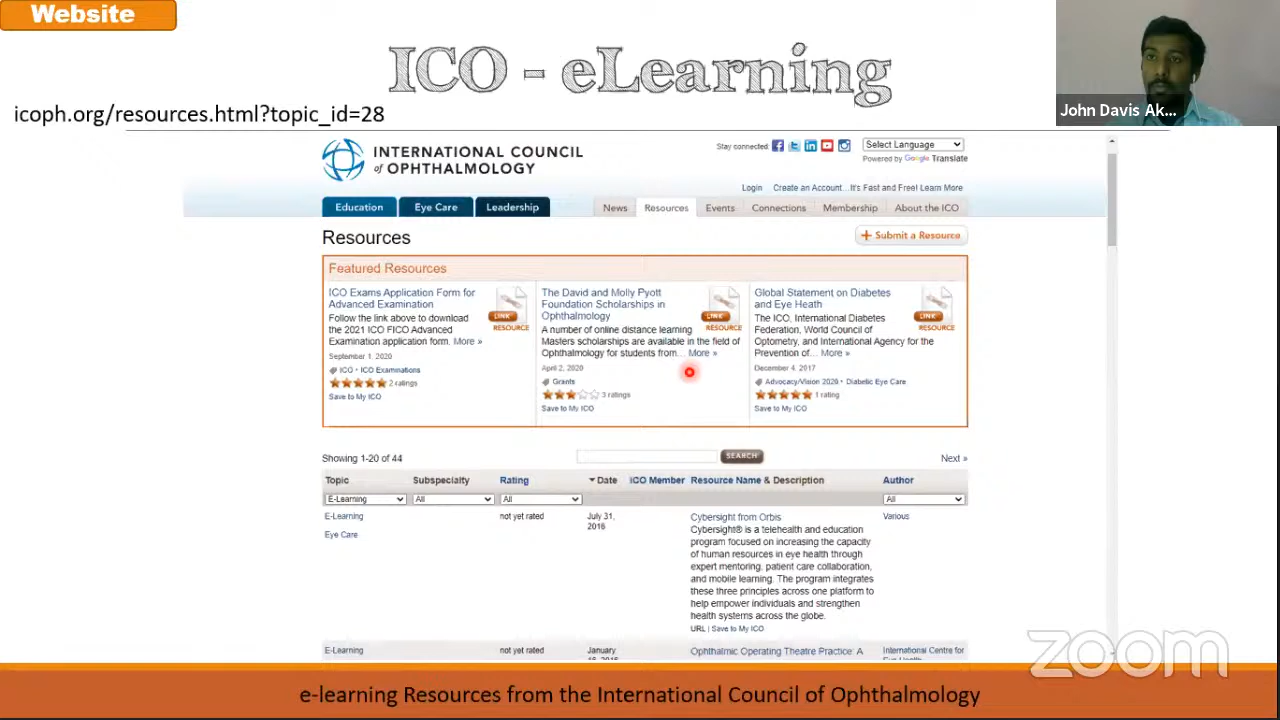 Website
ICO - eLearning
John Davis Ak...
icoph.org/resources.html?topic_id=28
INTERNATIONAL COUNCIL
of OPHTHALMOLOGY
Stay connected:
Select Language
Powered by Google Translate
Login Create an Account...It's Fast and Free! Learn More
Education Eye Care Leadership
News Resources Events Connections Membership About the ICO
Resources
+ Submit a Resource
Featured Resources
ICO Exams Application Form for
Advanced Examination
Follow the link above to download
the 2021 ICO FICO Advanced
Examination application form. More »
September 1, 2020
ICO • ICO Examinations
2 ratings
Save to My ICO
LINK
RESOURCE
The David and Molly Pyott
Foundation Scholarships in
Ophthalmology
A number of online distance learning
Masters scholarships are available in the field of
Ophthalmology for students from... More »
April 2, 2020
Grants
3 ratings
Save to My ICO
LINK
RESOURCE
Global Statement on Diabetes
and Eye Heath
The ICO, International Diabetes
Federation, World Council of
Optometry, and International Agency for the
Prevention of... More »
December 4, 2017
Advocacy/Vision 2020 • Diabetic Eye Care
1 rating
Save to My ICO
LINK
RESOURCE
Showing 1-20 of 44
SEARCH
Next »
Topic Subspecialty Rating Date ICO Member Resource Name & Description Author
E-Learning All All All
E-Learning
Eye Care
not yet rated
July 31,
2016
Cybersight from Orbis
Cybersight® is a telehealth and education
program focused on increasing the capacity
of human resources in eye health through
expert mentoring, patient care collaboration,
and mobile learning. The program integrates
these three principles across one platform to
help empower individuals and strengthen
health systems across the globe.
URL | Save to My ICO
Various
E-Learning
not yet rated
January
Ophthalmic Operating Theatre Practice: A
International Centre for
zoom
e-learning Resources from the International Council of Ophthalmology